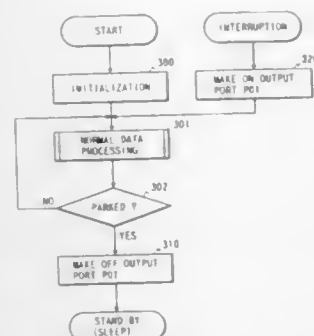 START
INTERRUPTION
300
INITIALIZATION
320
MAKE ON OUTPUT
PORT P01
301
NORMAL DATA
PROCESSING
302
PARKED ?
NO
YES
310
MAKE OFF OUTPUT
PORT P01
STAND BY
(SLEEP)